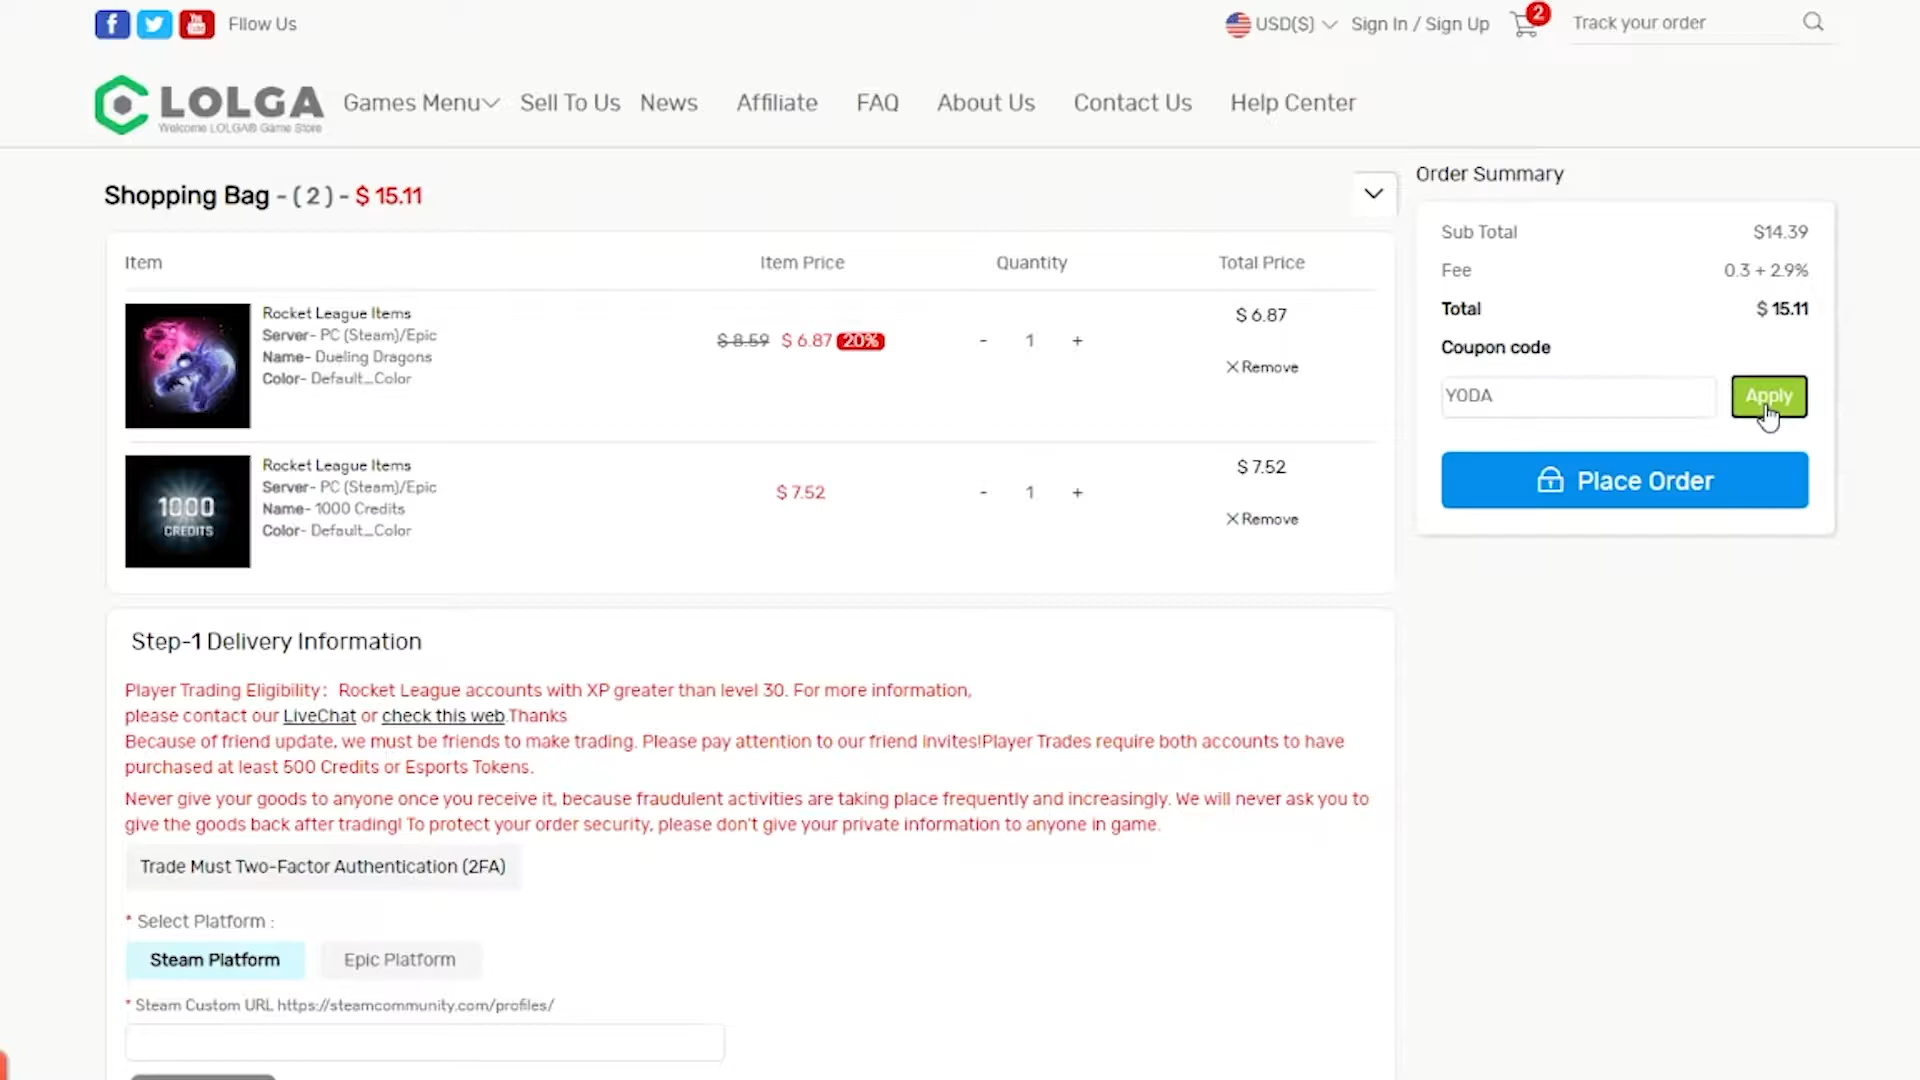 f
You Tube
Fllow Us
USD($)
Sign In / Sign Up
2
Track your order
LOLGA
Welcome LOLGA® Game Store
Games Menu
Sell To Us
News
Affiliate
FAQ
About Us
Contact Us
Help Center
Shopping Bag - ( 2 ) - $ 15.11
Item
Item Price
Quantity
Total Price
Rocket League Items
Server- PC (Steam)/Epic
Name- Dueling Dragons
Color- Default_Color
$ 8.59 $ 6.87 20%
- 1 +
$ 6.87
Remove
1000
CREDITS
Rocket League Items
Server- PC (Steam)/Epic
Name- 1000 Credits
Color- Default_Color
$ 7.52
- 1 +
$ 7.52
Remove
Order Summary
Sub Total $14.39
Fee 0.3 + 2.9%
Total $ 15.11
Coupon code
YODA
Apply
Place Order
Step-1 Delivery Information
Player Trading Eligibility： Rocket League accounts with XP greater than level 30. For more information,
please contact our LiveChat or check this web.Thanks
Because of friend update, we must be friends to make trading. Please pay attention to our friend invites!Player Trades require both accounts to have
purchased at least 500 Credits or Esports Tokens.
Never give your goods to anyone once you receive it, because fraudulent activities are taking place frequently and increasingly. We will never ask you to
give the goods back after trading! To protect your order security, please don't give your private information to anyone in game.
Trade Must Two-Factor Authentication (2FA)
* Select Platform :
Steam Platform
Epic Platform
* Steam Custom URL https://steamcommunity.com/profiles/